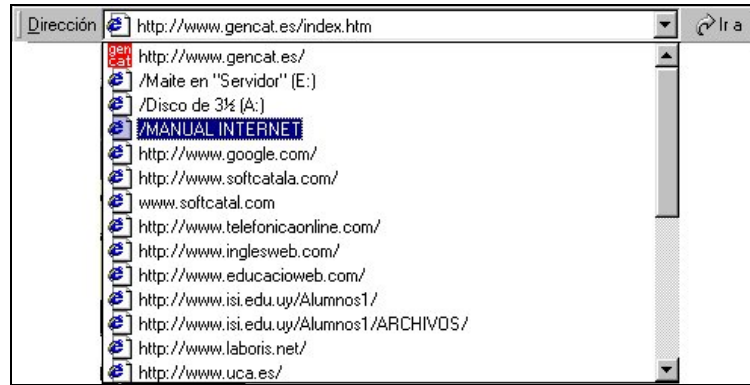 Dirección http://www.gencat.es/index.htm Ir a
gencat http://www.gencat.es/
/Maite en "Servidor" (E:)
/Disco de 3½ (A:)
/MANUAL INTERNET
http://www.google.com/
http://www.softcatala.com/
www.softcatal.com
http://www.telefonicaonline.com/
http://www.inglesweb.com/
http://www.educacioweb.com/
http://www.isi.edu.uy/Alumnos1/
http://www.isi.edu.uy/Alumnos1/ARCHIVOS/
http://www.laboris.net/
http://www.uca.es/